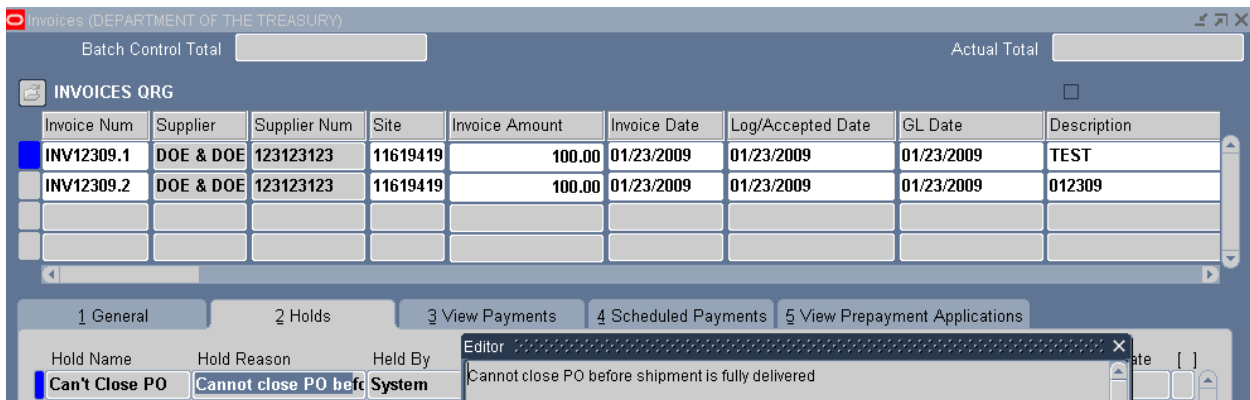 Invoices (DEPARTMENT OF THE TREASURY)
Batch Control Total Actual Total
INVOICES QRG
Invoice Num Supplier Supplier Num Site Invoice Amount Invoice Date Log/Accepted Date GL Date Description
INV12309.1 DOE & DOE 123123123 11619419 100.00 01/23/2009 01/23/2009 01/23/2009 TEST
INV12309.2 DOE & DOE 123123123 11619419 100.00 01/23/2009 01/23/2009 01/23/2009 012309
1 General 2 Holds 3 View Payments 4 Scheduled Payments 5 View Prepayment Applications
Editor
Hold Name Hold Reason Held By ate [ ]
Cannot close PO before shipment is fully delivered
Can't Close PO Cannot close PO befo System